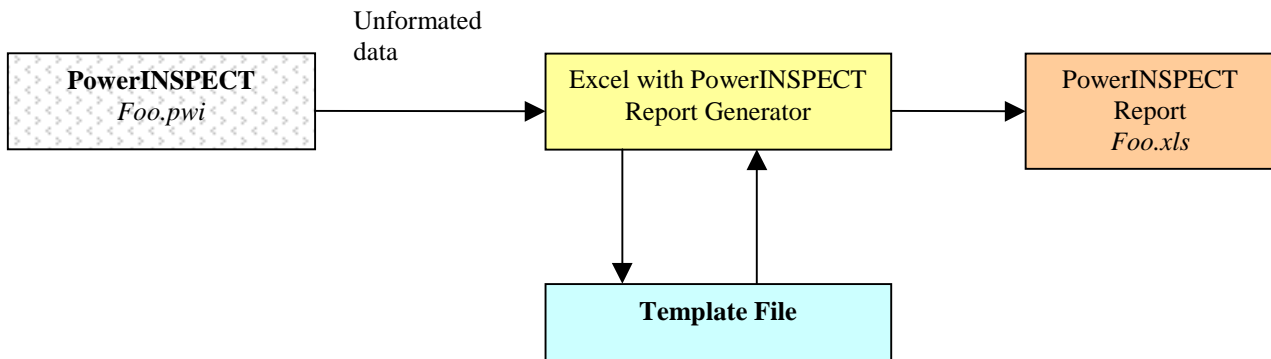 Unformated
data
PowerINSPECT
Foo.pwi
Excel with PowerINSPECT
Report Generator
PowerINSPECT
Report
Foo.xls
Template File